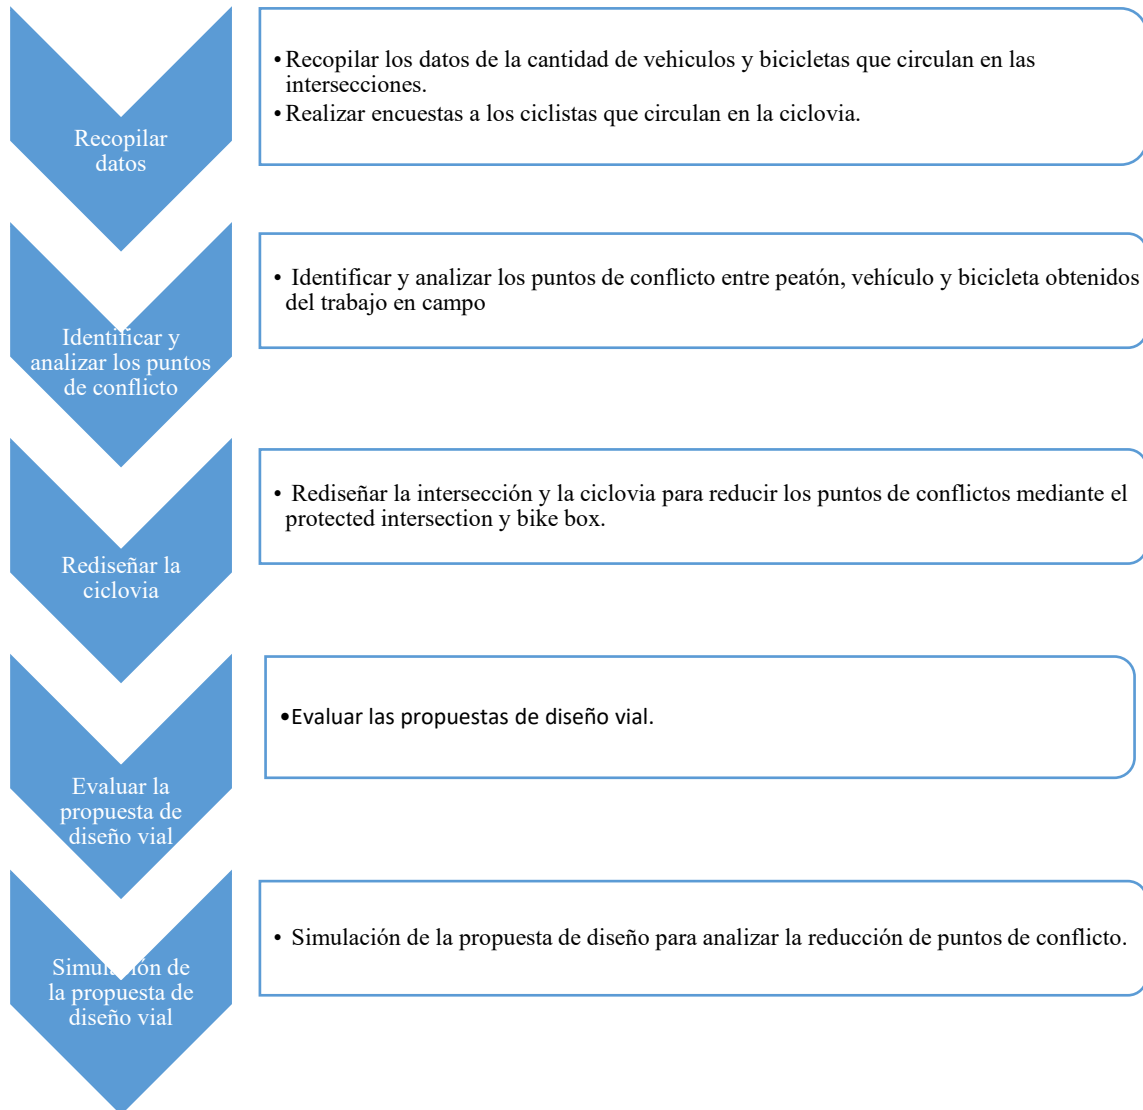 Recopilar
datos
• Recopilar los datos de la cantidad de vehiculos y bicicletas que circulan en las
intersecciones.
• Realizar encuestas a los ciclistas que circulan en la ciclovia.
Identificar y
analizar los puntos
de conflicto
• Identificar y analizar los puntos de conflicto entre peatón, vehículo y bicicleta obtenidos
del trabajo en campo
Rediseñar la
ciclovia
• Rediseñar la intersección y la ciclovia para reducir los puntos de conflictos mediante el
protected intersection y bike box.
Evaluar la
propuesta de
diseño vial
•Evaluar las propuestas de diseño vial.
Simulación de
la propuesta de
diseño vial
• Simulación de la propuesta de diseño para analizar la reducción de puntos de conflicto.